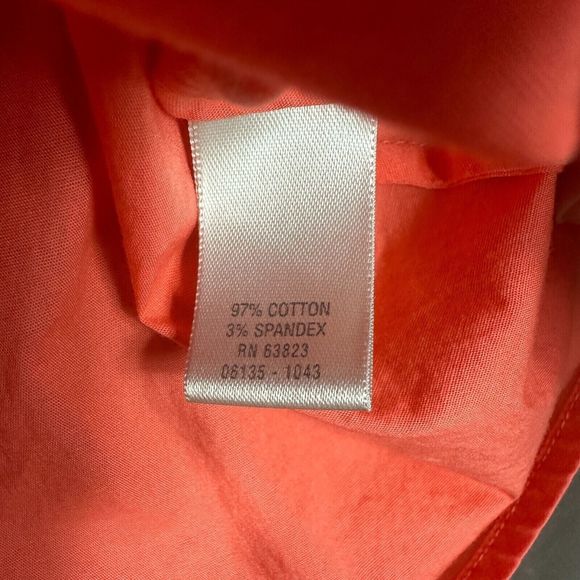 97% COTTON
3% SPANDEX
RN 63823
06135 - 1043